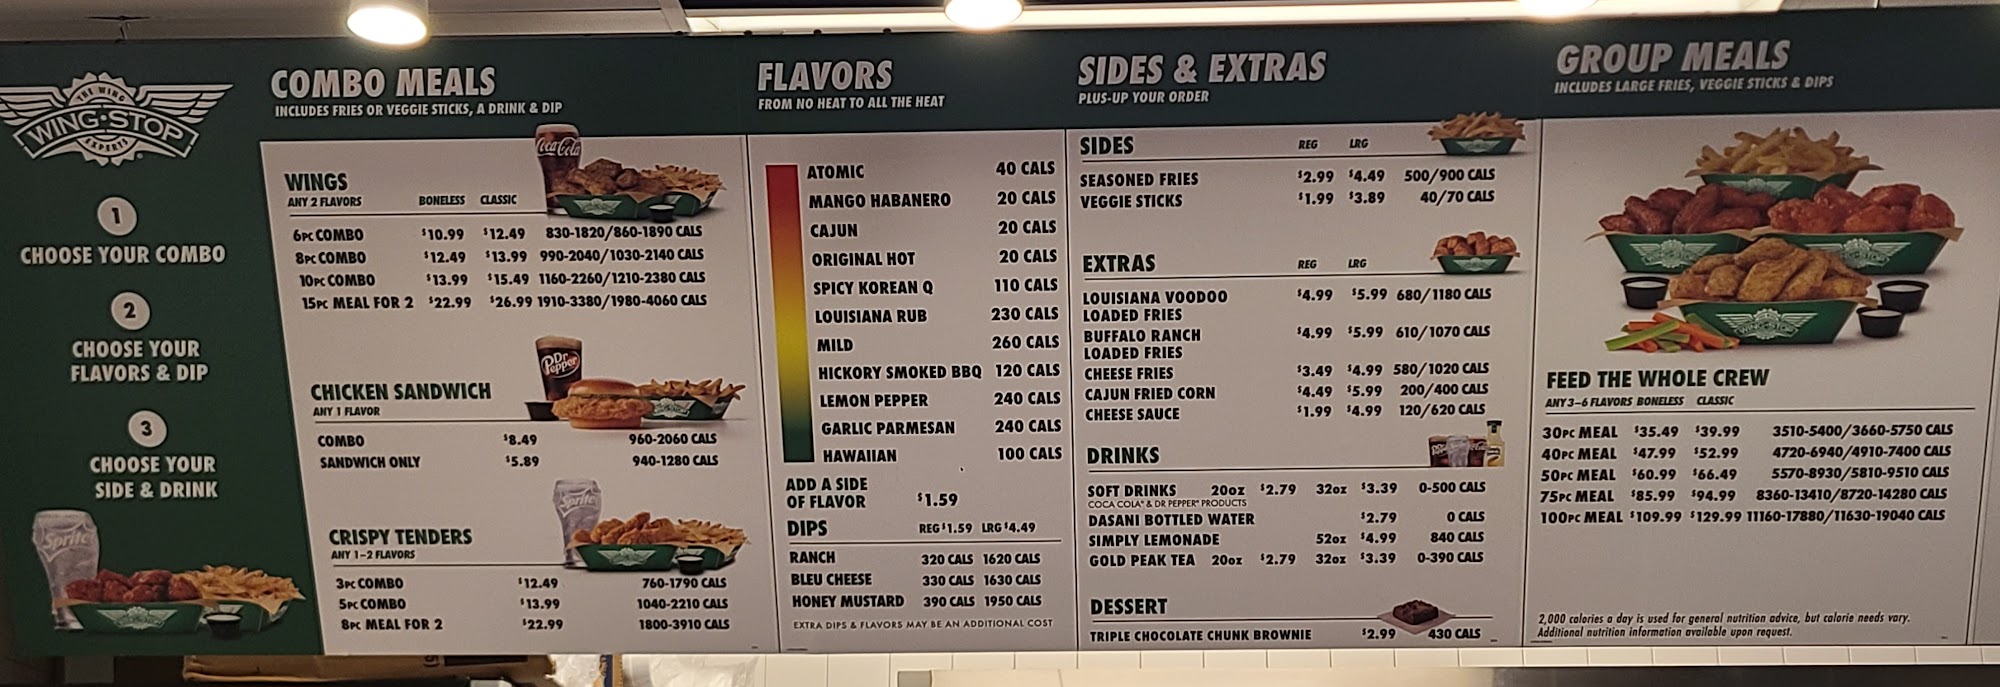 THE WING
WING·STOP
EXPERTS
1
CHOOSE YOUR COMBO
2
CHOOSE YOUR
FLAVORS & DIP
3
CHOOSE YOUR
SIDE & DRINK
Sprite
COMBO MEALS
INCLUDES FRIES OR VEGGIE STICKS, A DRINK & DIP
Coca-Cola
WINGS
ANY 2 FLAVORS BONELESS CLASSIC
6PC COMBO $10.99 $12.49 830-1820/860-1890 CALS
8PC COMBO $12.49 $13.99 990-2040/1030-2140 CALS
10PC COMBO $13.99 $15.49 1160-2260/1210-2380 CALS
15PC MEAL FOR 2 $22.99 $26.99 1910-3380/1980-4060 CALS
Dr Pepper
CHICKEN SANDWICH
ANY 1 FLAVOR
COMBO $8.49 960-2060 CALS
SANDWICH ONLY $5.89 940-1280 CALS
Sprite
CRISPY TENDERS
ANY 1-2 FLAVORS
3PC COMBO $12.49 760-1790 CALS
5PC COMBO $13.99 1040-2210 CALS
8PC MEAL FOR 2 $22.99 1800-3910 CALS
FLAVORS
FROM NO HEAT TO ALL THE HEAT
ATOMIC 40 CALS
MANGO HABANERO 20 CALS
CAJUN 20 CALS
ORIGINAL HOT 20 CALS
SPICY KOREAN Q 110 CALS
LOUISIANA RUB 230 CALS
MILD 260 CALS
HICKORY SMOKED BBQ 120 CALS
LEMON PEPPER 240 CALS
GARLIC PARMESAN 240 CALS
HAWAIIAN 100 CALS
ADD A SIDE
OF FLAVOR $1.59
DIPS REG $1.59 LRG $4.49
RANCH 320 CALS 1620 CALS
BLEU CHEESE 330 CALS 1630 CALS
HONEY MUSTARD 390 CALS 1950 CALS
EXTRA DIPS & FLAVORS MAY BE AN ADDITIONAL COST
SIDES & EXTRAS
PLUS-UP YOUR ORDER
SIDES REG LRG
SEASONED FRIES $2.99 $4.49 500/900 CALS
VEGGIE STICKS $1.99 $3.89 40/70 CALS
EXTRAS REG LRG
LOUISIANA VOODOO $4.99 $5.99 680/1180 CALS
LOADED FRIES
BUFFALO RANCH $4.99 $5.99 610/1070 CALS
LOADED FRIES
CHEESE FRIES $3.49 $4.99 580/1020 CALS
CAJUN FRIED CORN $4.49 $5.99 200/400 CALS
CHEESE SAUCE $1.99 $4.99 120/620 CALS
DRINKS
SOFT DRINKS 20oz $2.79 32oz $3.39 0-500 CALS
COCA COLA® & DR PEPPER® PRODUCTS
DASANI BOTTLED WATER $2.79 0 CALS
SIMPLY LEMONADE 52oz $4.99 840 CALS
GOLD PEAK TEA 20oz $2.79 32oz $3.39 0-390 CALS
DESSERT
TRIPLE CHOCOLATE CHUNK BROWNIE $2.99 430 CALS
GROUP MEALS
INCLUDES LARGE FRIES, VEGGIE STICKS & DIPS
WING·STOP
FEED THE WHOLE CREW
ANY 3-6 FLAVORS BONELESS CLASSIC
30PC MEAL $35.49 $39.99 3510-5400/3660-5750 CALS
40PC MEAL $47.99 $52.99 4720-6940/4910-7400 CALS
50PC MEAL $60.99 $66.49 5570-8930/5810-9510 CALS
75PC MEAL $85.99 $94.99 8360-13410/8720-14280 CALS
100PC MEAL $109.99 $129.99 11160-17880/11630-19040 CALS
2,000 calories a day is used for general nutrition advice, but calorie needs vary.
Additional nutrition information available upon request.